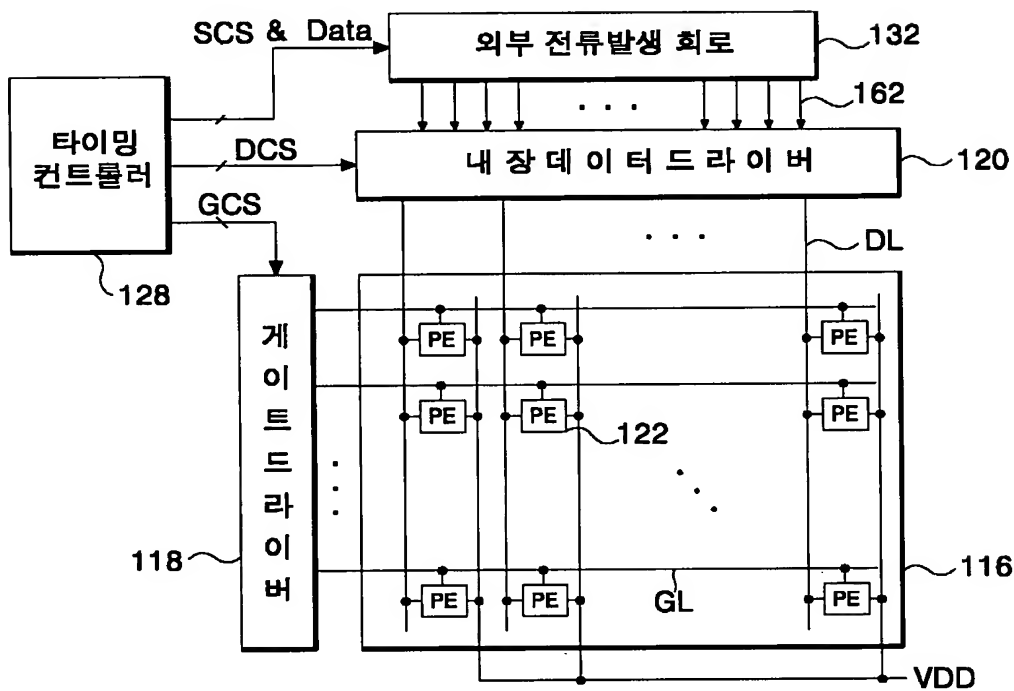 SCS & Data
외부 전류발생 회로
132
162
타이밍
컨트롤러
DCS
내장데이터드라이버
120
GCS
128
DL
게이트드라이버
PE
PE
PE
PE
PE
PE
122
118
116
PE
PE
GL
PE
VDD